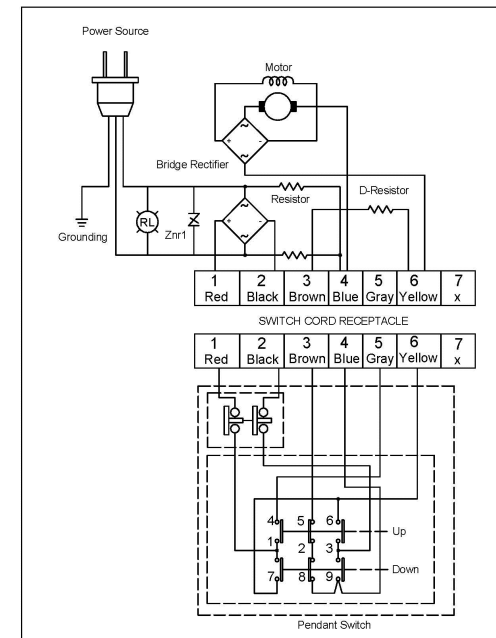 Power Source
Motor
Bridge Rectifier
Resistor
D-Resistor
RL
Znr1
Grounding
+ -
+ -
1 2 3 4 5 6 7
Red Black Brown Blue Gray Yellow x
SWITCH CORD RECEPTACLE
1 2 3 4 5 6 7
Red Black Brown Blue Gray Yellow x
4 5 6
Up
1 2 3
Down
7 8 9
Pendant Switch